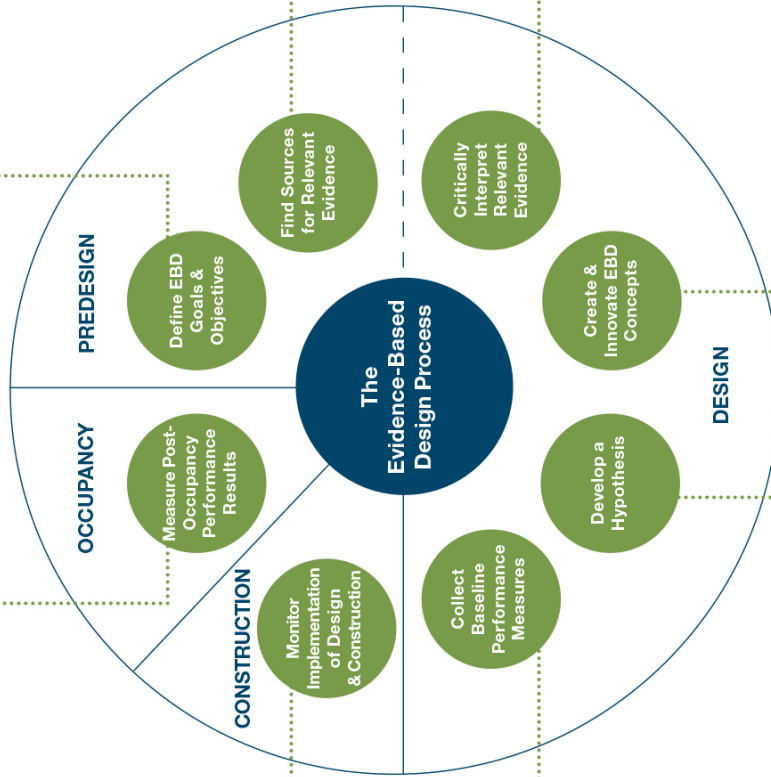 The
Evidence-Based
Design Process
PREDESIGN
Define EBD
Goals &
Objectives
Find Sources
for Relevant
Evidence
DESIGN
Critically
Interpret
Relevant
Evidence
Create &
Innovate EBD
Concepts
Develop a
Hypothesis
Collect
Baseline
Performance
Measures
CONSTRUCTION
Monitor
Implementation
of Design
& Construction
OCCUPANCY
Measure Post-
Occupancy
Performance
Results